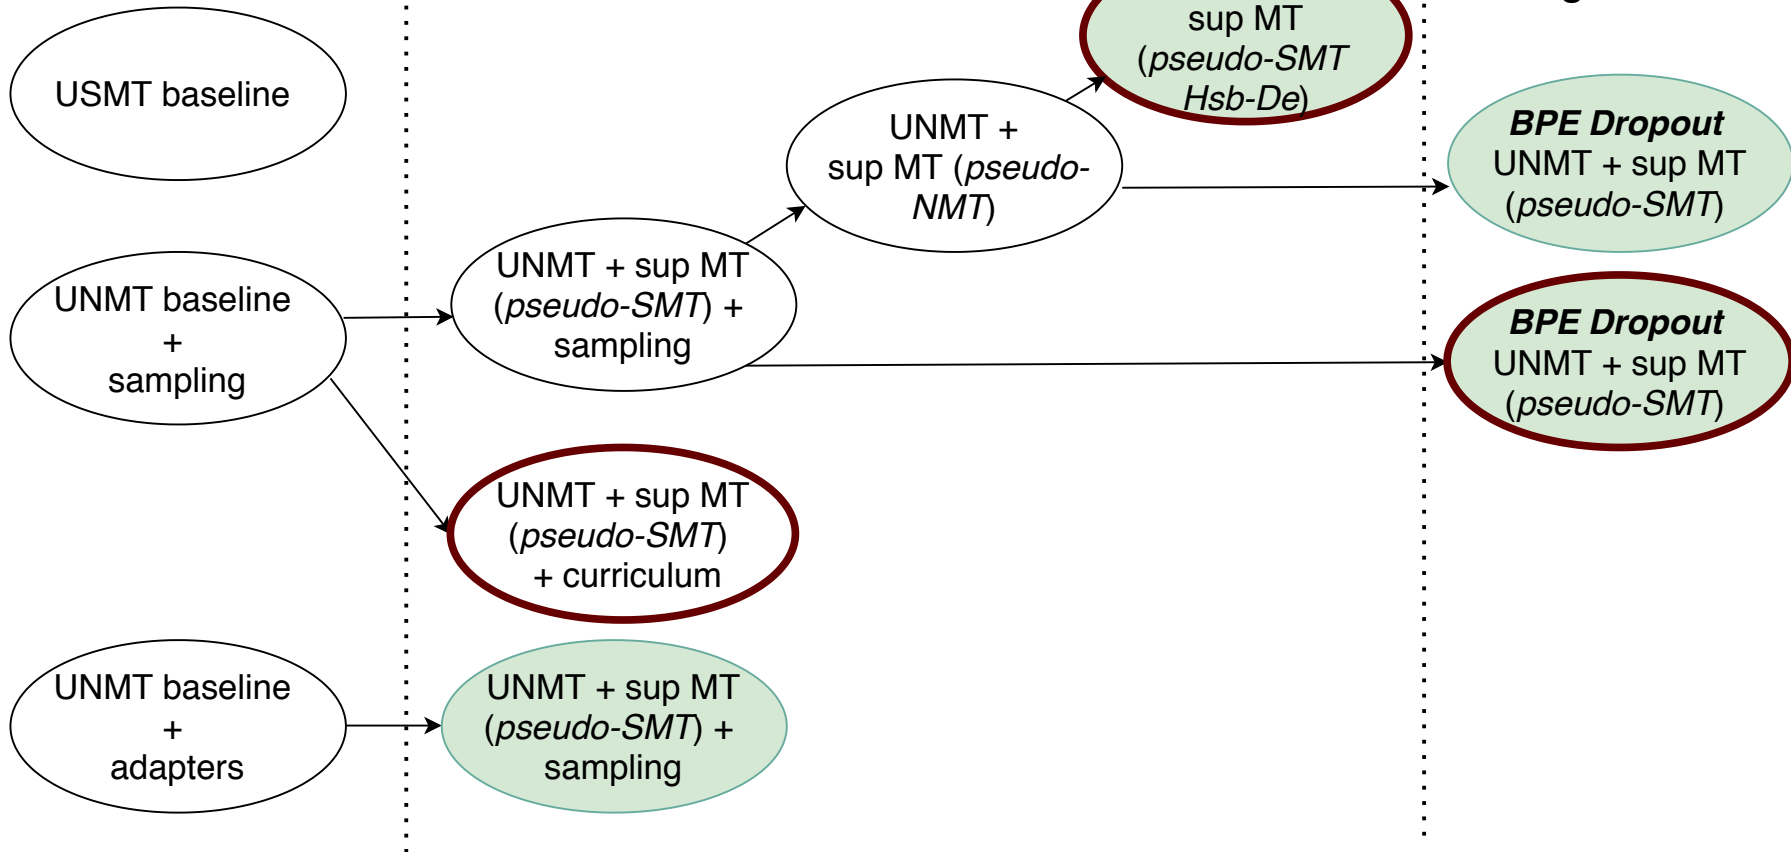 USMT baseline
UNMT baseline
+
sampling
UNMT baseline
+
adapters
UNMT + sup MT
(pseudo-SMT) +
sampling
UNMT + sup MT
(pseudo-SMT)
+ curriculum
UNMT + sup MT
(pseudo-SMT) +
sampling
UNMT +
sup MT (pseudo-
NMT)
sup MT
(pseudo-SMT
Hsb-De)
BPE Dropout
UNMT + sup MT
(pseudo-SMT)
BPE Dropout
UNMT + sup MT
(pseudo-SMT)